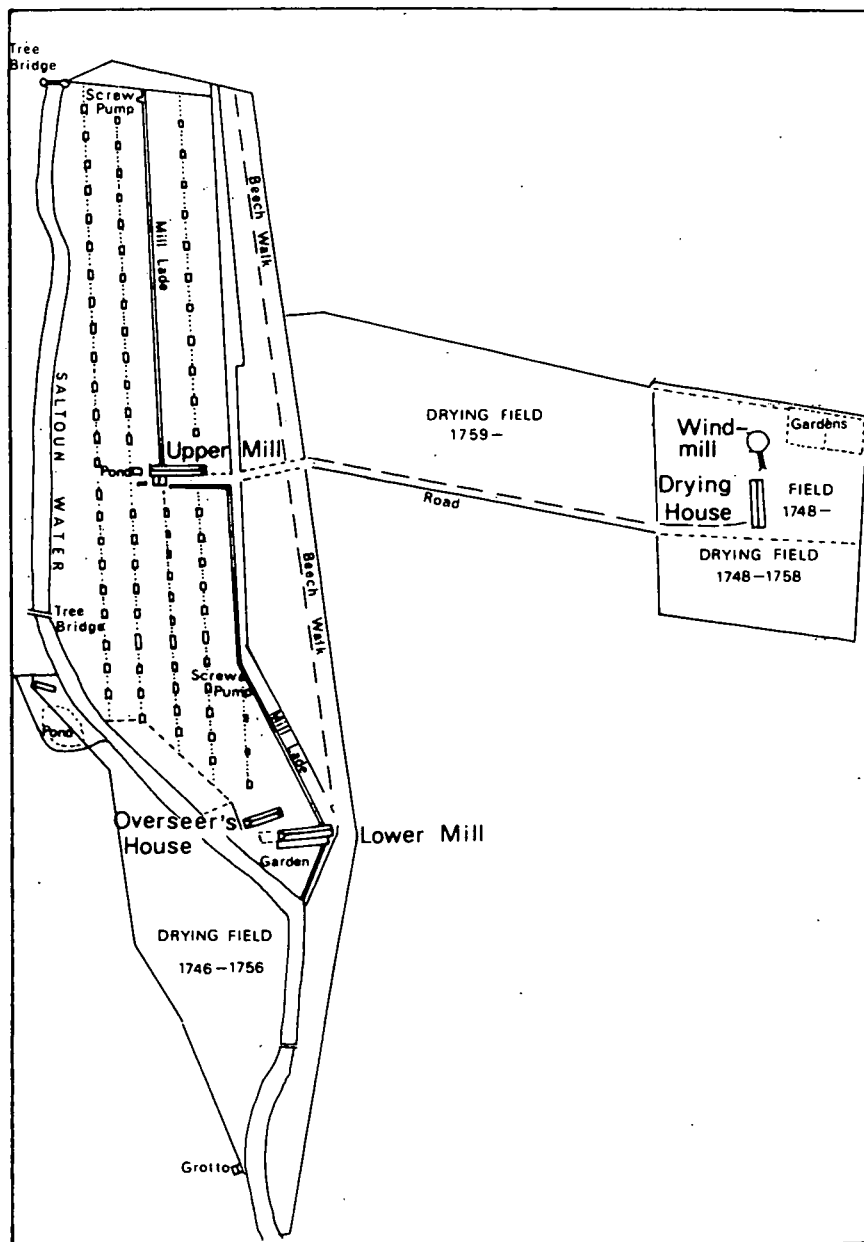 Tree
Bridge
Screw
Pump
Beech Walk
Mill Lade
SALTOUN WATER
DRYING FIELD
1759—
Gardens
Wind-
mill
Upper Mill
Pond
Drying
House
FIELD
1748—
Road
DRYING FIELD
1748—1758
Beech Walk
Tree
Bridge
Screw
Pump
Mill Lade
Pond
Overseer's
House
Lower Mill
Garden
DRYING FIELD
1746—1756
Grotto